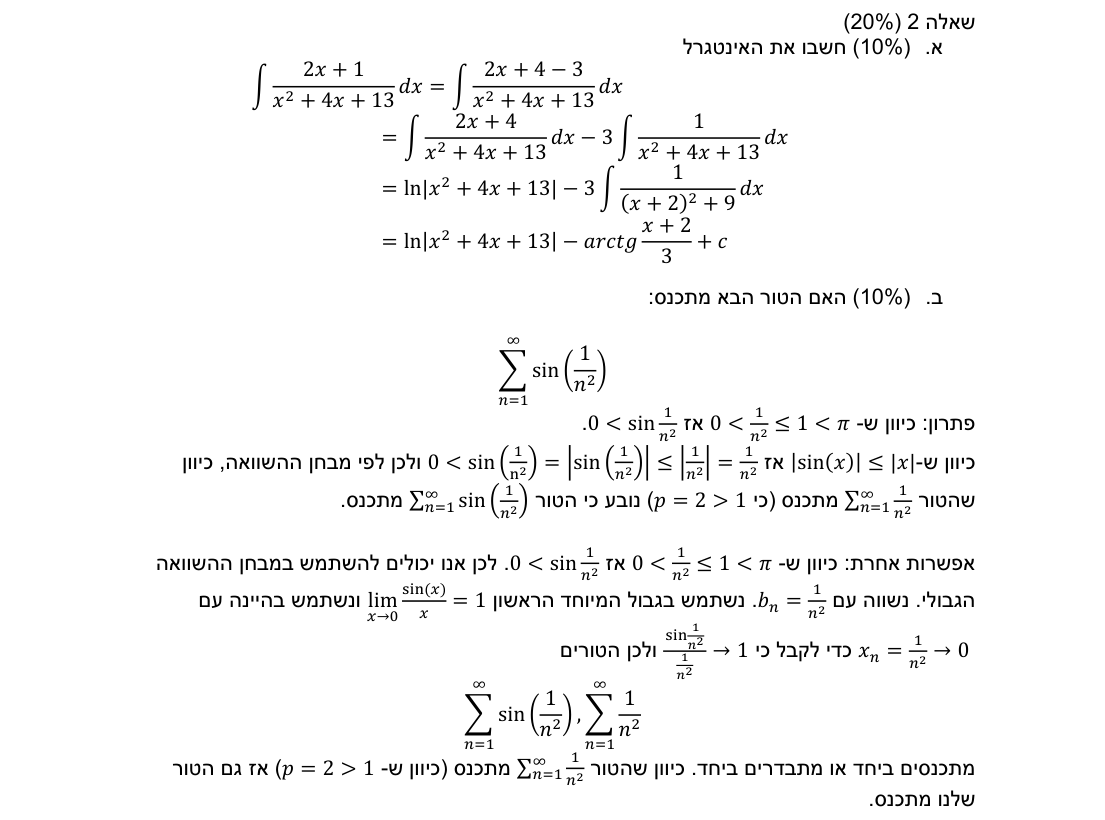 שאלה 2 (20%)
א. (10%) חשבו את האינטגרל
∫ (2x + 1)/(x² + 4x + 13) dx = ∫ (2x + 4 − 3)/(x² + 4x + 13) dx
= ∫ (2x + 4)/(x² + 4x + 13) dx − 3 ∫ 1/(x² + 4x + 13) dx
= ln|x² + 4x + 13| − 3 ∫ 1/((x + 2)² + 9) dx
= ln|x² + 4x + 13| − arctg (x + 2)/3 + c
ב. (10%) האם הטור הבא מתכנס:
∑_{n=1}^{∞} sin(1/n²)
פתרון: כיוון ש- 0 < 1/n² ≤ 1 < π אז 0 < sin 1/n².
כיוון ש-|sin(x)| ≤ |x| אז 0 < sin(1/n²) = |sin(1/n²)| ≤ |1/n²| = 1/n² ולכן לפי מבחן ההשוואה, כיוון
שהטור ∑_{n=1}^{∞} 1/n² מתכנס (כי p = 2 > 1) נובע כי הטור ∑_{n=1}^{∞} sin(1/n²) מתכנס.
אפשרות אחרת: כיוון ש- 0 < 1/n² ≤ 1 < π אז 0 < sin 1/n². לכן אנו יכולים להשתמש במבחן ההשוואה
הגבולי. נשווה עם b_n = 1/n². נשתמש בגבול המיוחד הראשון lim_{x→0} sin(x)/x = 1 ונשתמש בהיינה עם
x_n = 1/n² → 0 כדי לקבל כי (sin 1/n²)/(1/n²) → 1 ולכן הטורים
∑_{n=1}^{∞} sin(1/n²), ∑_{n=1}^{∞} 1/n²
מתכנסים ביחד או מתבדרים ביחד. כיוון שהטור ∑_{n=1}^{∞} 1/n² מתכנס (כיוון ש- p = 2 > 1) אז גם הטור
שלנו מתכנס.